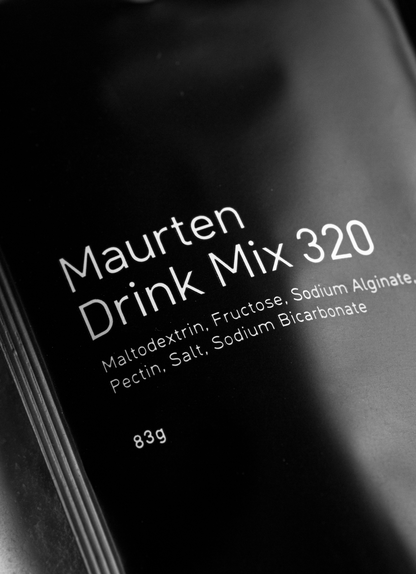 Maurten
Drink Mix 320
Maltodextrin, Fructose, Sodium Alginate,
Pectin, Salt, Sodium Bicarbonate
83g